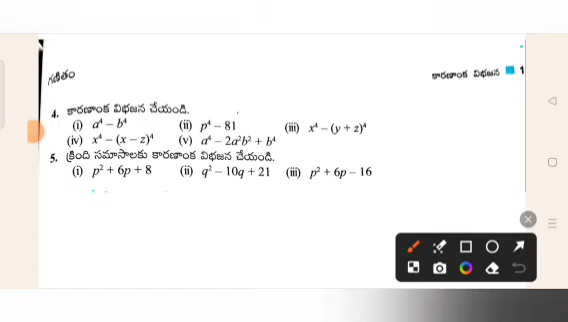 గణితం
కారణాంక విభజన 1
4. కారణాంక విభజన చేయండి.
(i) a⁴ – b⁴ (ii) p⁴ – 81 (iii) x⁴ – (y + z)⁴
(iv) x⁴ – (x – z)⁴ (v) a⁴ – 2a²b² + b⁴
5. క్రింది సమాసాలకు కారణాంక విభజన చేయండి.
(i) p² + 6p + 8 (ii) q² – 10q + 21 (iii) p² + 6p – 16